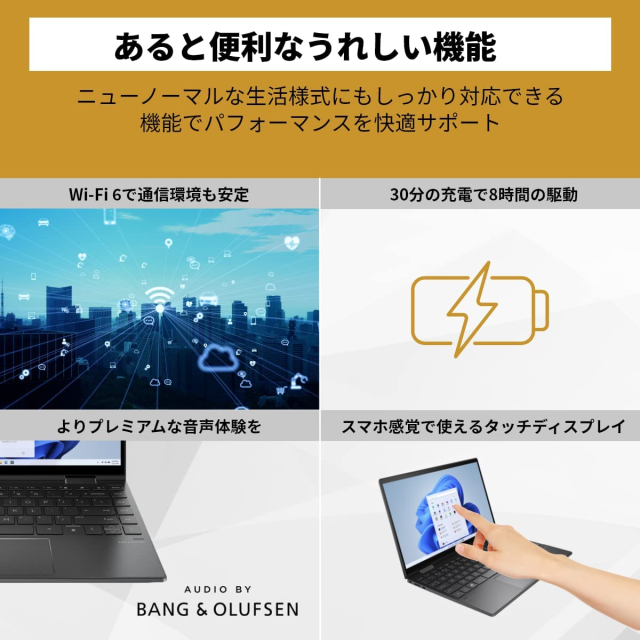 あると便利なうれしい機能
ニューノーマルな生活様式にもしっかり対応できる
機能でパフォーマンスを快適サポート
Wi-Fi 6で通信環境も安定
30分の充電で8時間の駆動
よりプレミアムな音声体験を
スマホ感覚で使えるタッチディスプレイ
AUDIO BY
BANG & OLUFSEN